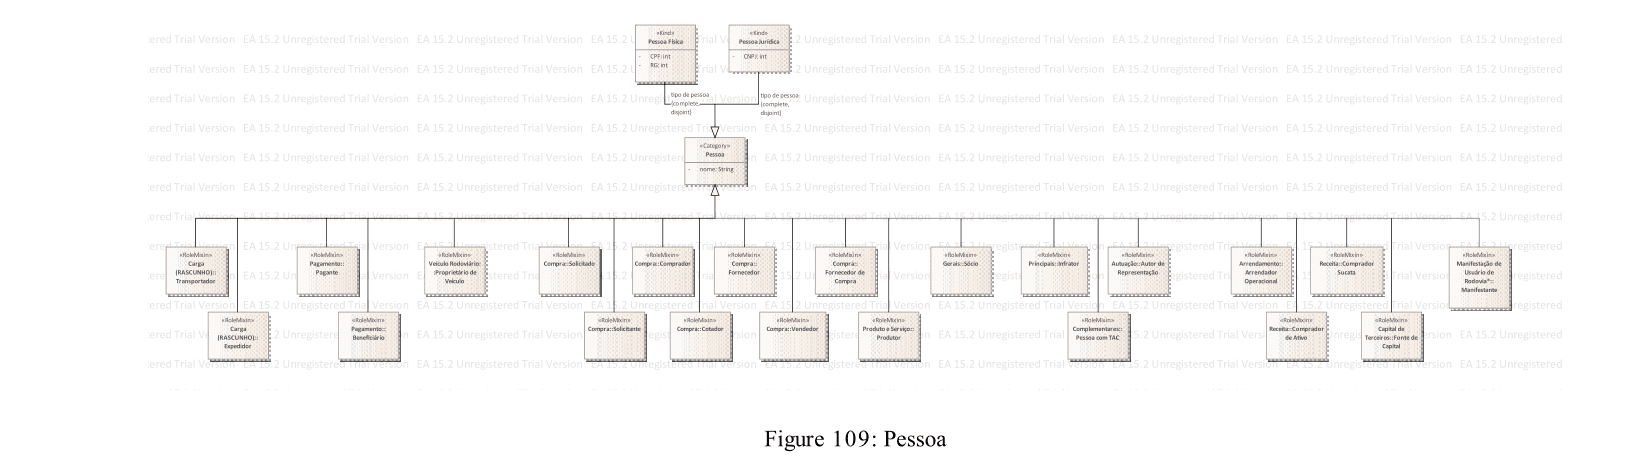 «Kind»
Pessoa Física
- CPF: int
- RG: int
«Kind»
Pessoa Jurídica
- CNPJ: int
tipo de pessoa
{complete,
disjoint}
tipo de pessoa
{complete,
disjoint}
«Category»
Pessoa
- nome: String
«RoleMixin»
Carga
(RASCUNHO)::
Transportador
«RoleMixin»
Pagamento::
Pagante
«RoleMixin»
Veículo Rodoviário:
:Proprietário de
Veículo
«RoleMixin»
Compra::Solicitado
«RoleMixin»
Compra::Comprador
«RoleMixin»
Compra::
Fornecedor
«RoleMixin»
Compra::
Fornecedor de
Compra
«RoleMixin»
Gerais::Sócio
«RoleMixin»
Principais::Infrator
«RoleMixin»
Autuação::Autor de
Representação
«RoleMixin»
Arrendamento::
Arrendador
Operacional
«RoleMixin»
Receita::Comprador
Sucata
«RoleMixin»
Manifestação de
Usuário de
Rodovia*::
Manifestante
«RoleMixin»
Carga
(RASCUNHO)::
Expedidor
«RoleMixin»
Pagamento::
Beneficiário
«RoleMixin»
Compra::Solicitante
«RoleMixin»
Compra::Cotador
«RoleMixin»
Compra::Vendedor
«RoleMixin»
Produto e Serviço::
Produtor
«RoleMixin»
Complementares::
Pessoa com TAC
«RoleMixin»
Receita::Comprador
de Ativo
«RoleMixin»
Capital de
Terceiros::Fonte de
Capital
Figure 109: Pessoa